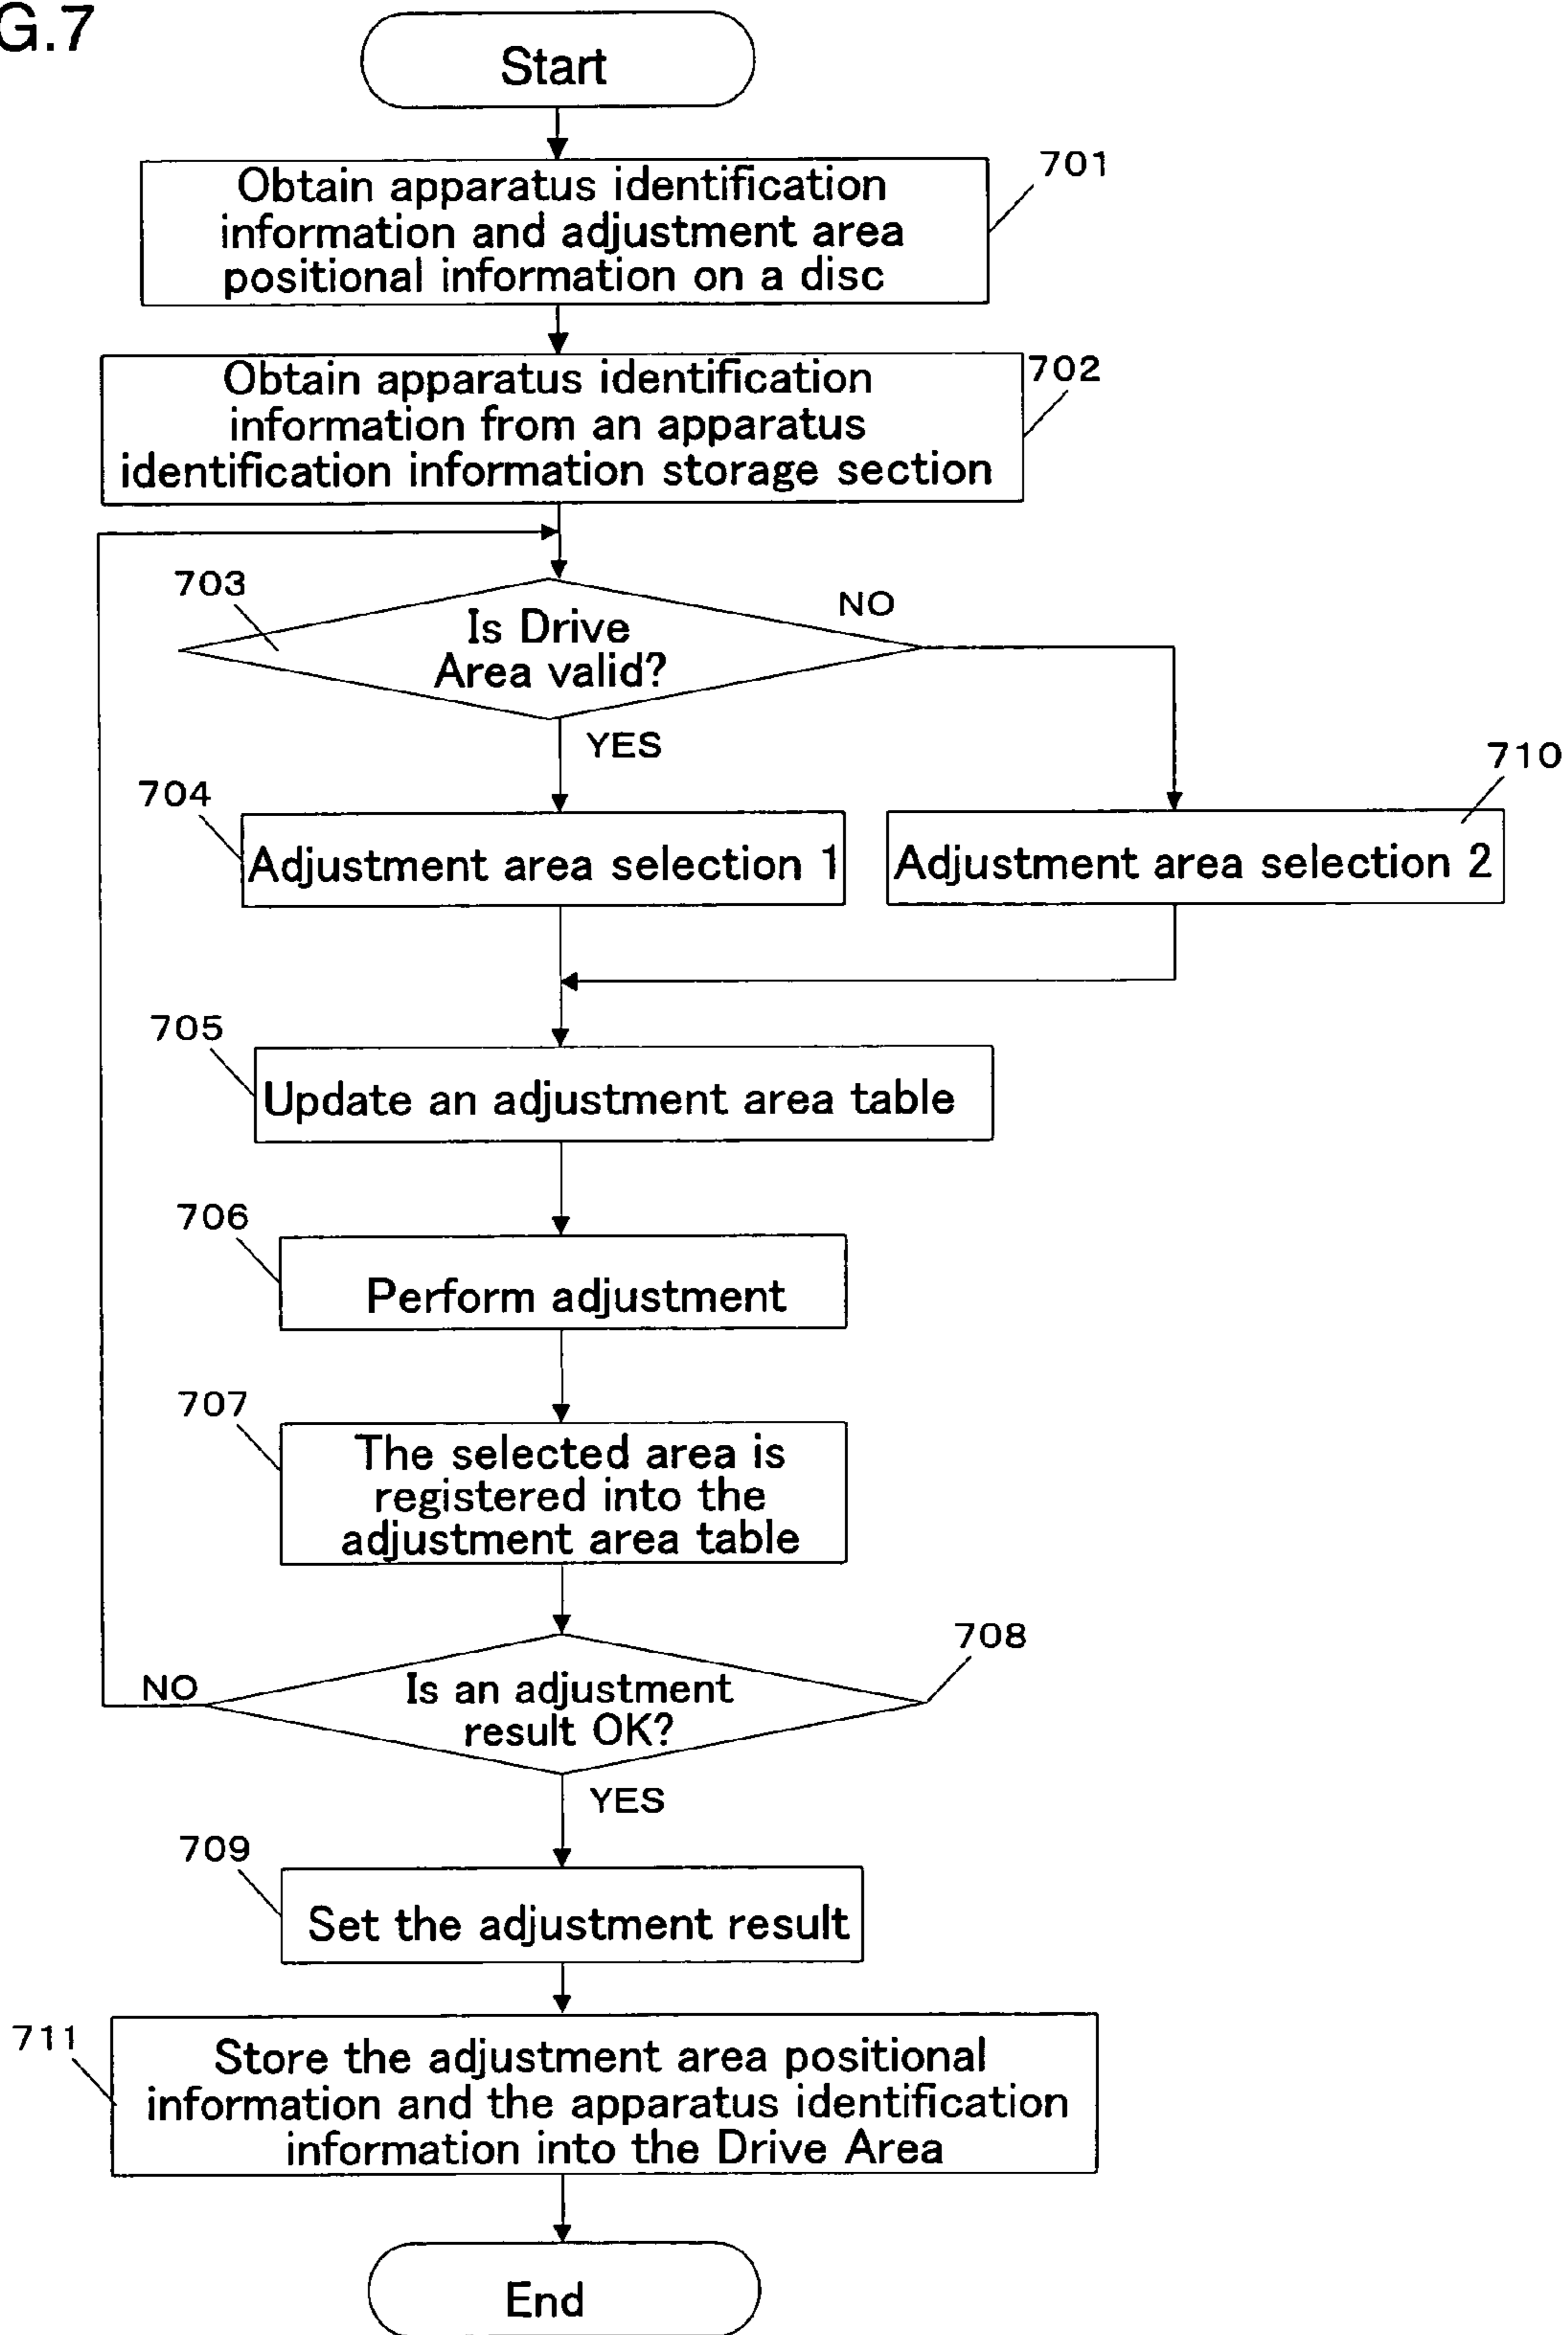 G.7
Start
701
Obtain apparatus identification
information and adjustment area
positional information on a disc
702
Obtain apparatus identification
information from an apparatus
identification information storage section
703
NO
Is Drive
Area valid?
YES
704
710
Adjustment area selection 1
Adjustment area selection 2
705
Update an adjustment area table
706
Perform adjustment
707
The selected area is
registered into the
adjustment area table
708
NO
Is an adjustment
result OK?
YES
709
Set the adjustment result
711
Store the adjustment area positional
information and the apparatus identification
information into the Drive Area
End